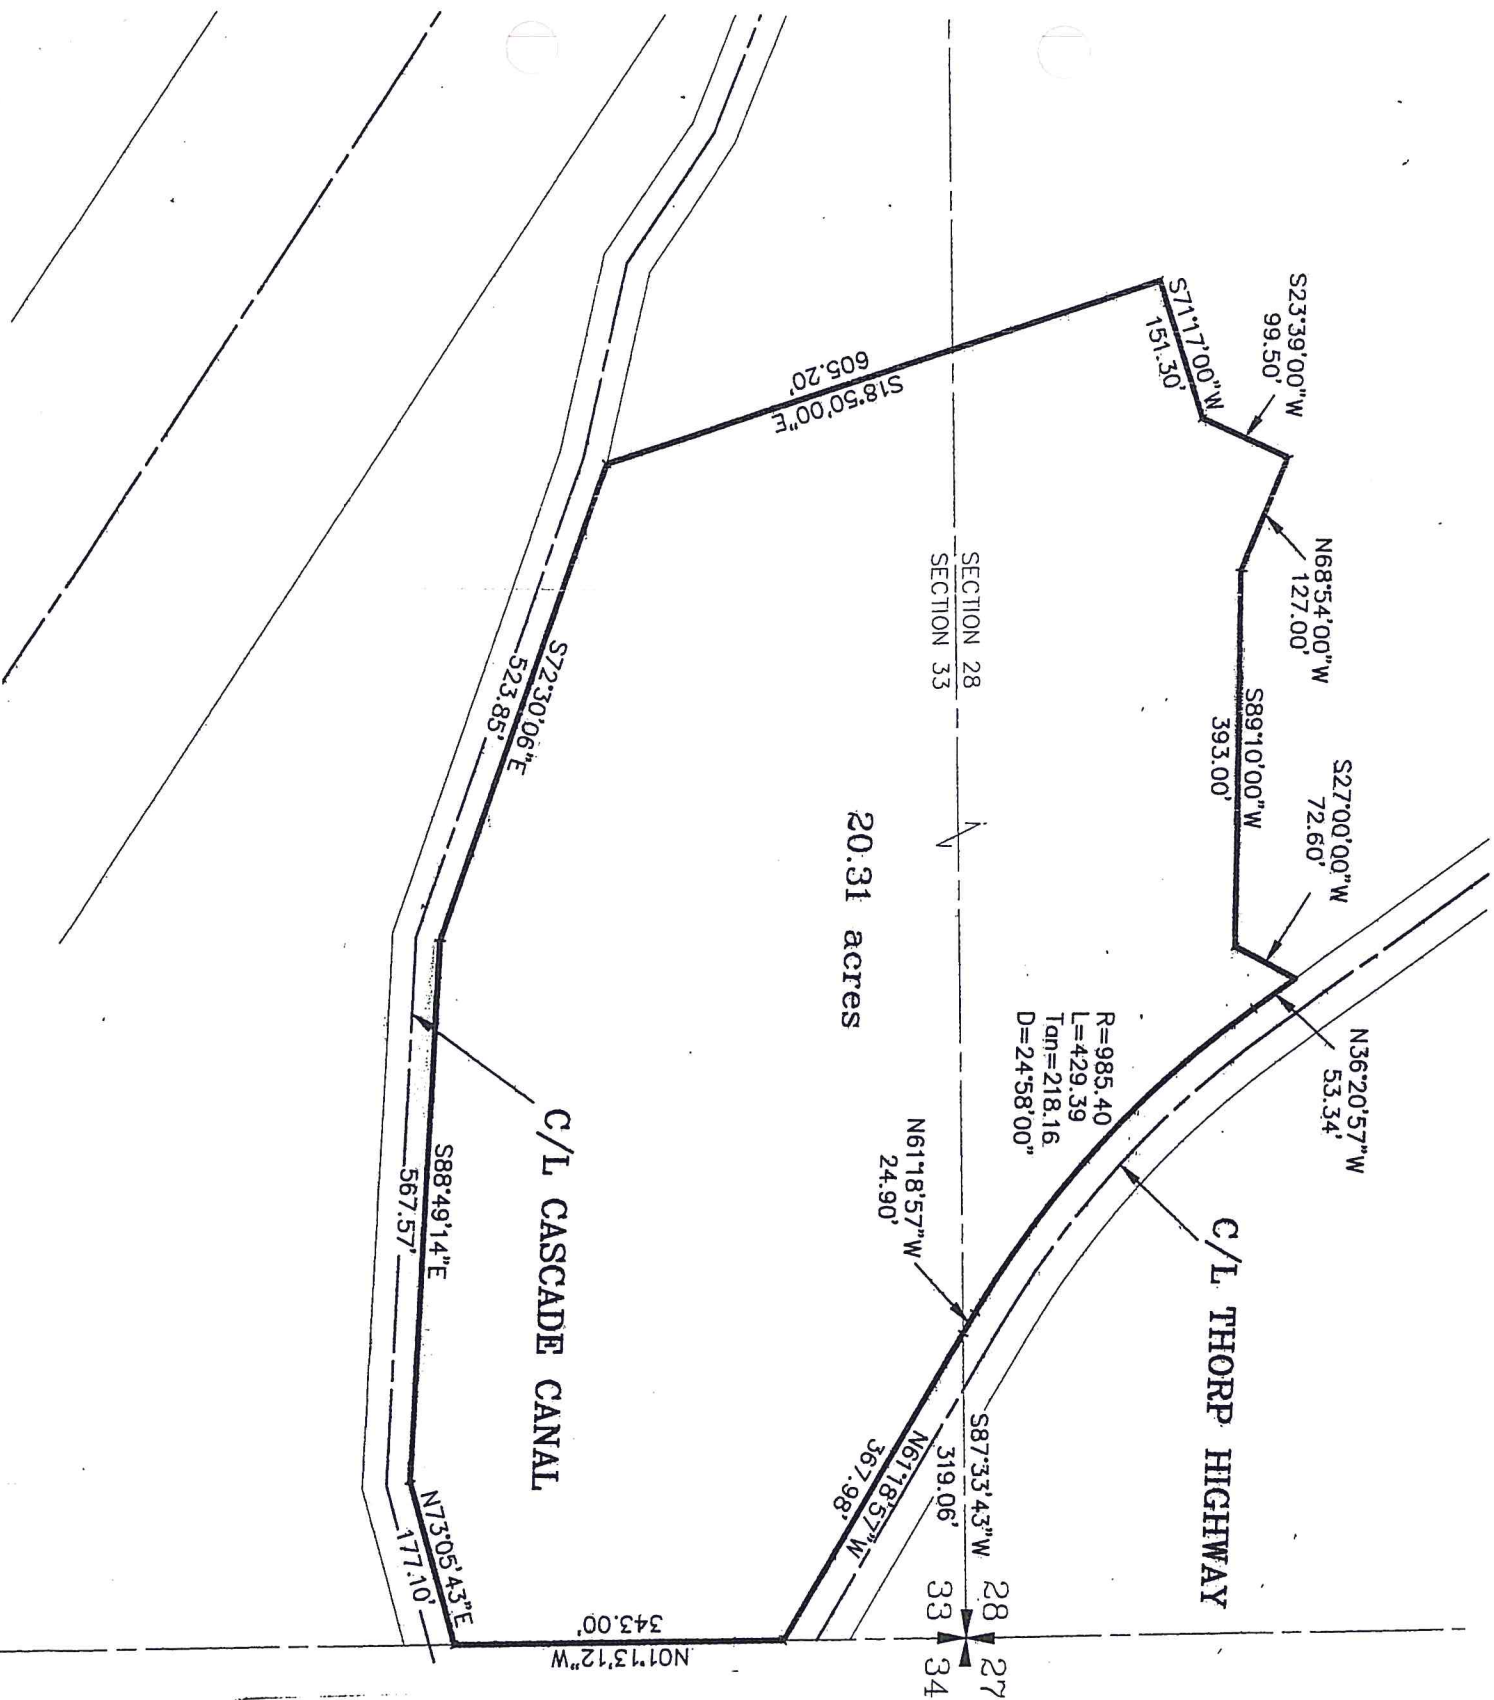 S23°39'00"W
99.50'
S71°17'00"W
151.30'
N68°54'00"W
127.00'
S89°10'00"W
393.00'
S27°00'00"W
72.60'
N36°20'57"W
53.34'
S18°50'00"E
605.20'
SECTION 28
SECTION 33
20.31 acres
R=985.40
L=429.39
Tan=218.16
D=24°58'00"
N61°18'57"W
24.90'
C/L THORP HIGHWAY
S87°33'43"W
319.06'
N61°18'57"W
367.98'
28
33
27
34
S72°30'06"E
523.85'
C/L CASCADE CANAL
S88°49'14"E
567.57'
N73°05'43"E
177.10'
343.00'
N01°13'12"W